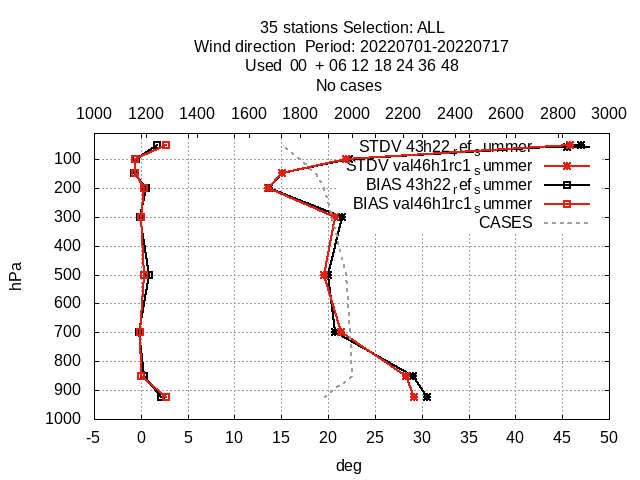 35 stations Selection: ALL
Wind direction  Period: 20220701-20220717
Used  00  + 06 12 18 24 36 48
No cases
1000 1200 1400 1600 1800 2000 2200 2400 2600 2800 3000
STDV 43h22_ref_summer
STDV val46h1rc1_summer
BIAS 43h22_ref_summer
BIAS val46h1rc1_summer
CASES
100
200
300
400
500
600
700
800
900
1000
hPa
-5 0 5 10 15 20 25 30 35 40 45 50
deg